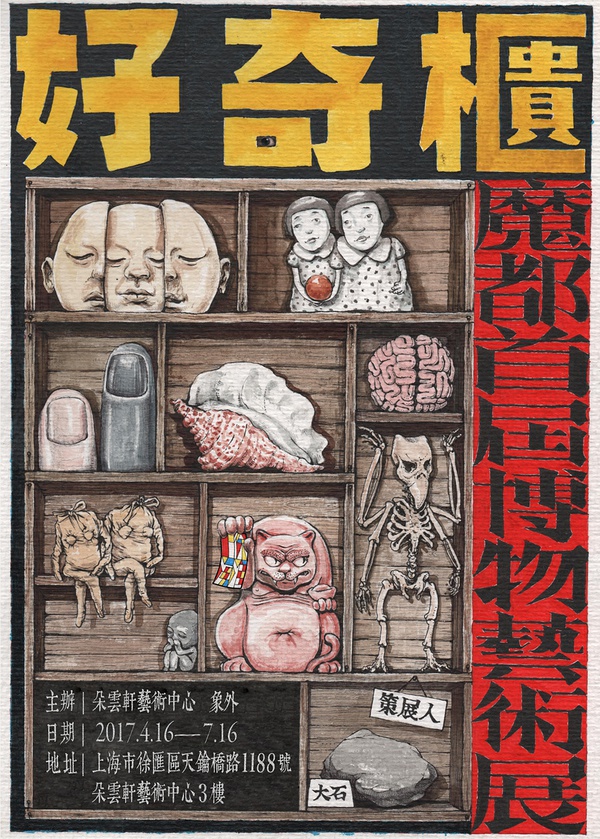 好奇櫃
魔都首屆博物藝術展
主辦｜朵雲軒藝術中心 象外
日期｜2017.4.16—7.16
地址｜上海市徐匯區天鑰橋路1188號
朵雲軒藝術中心3樓
策展人
大石